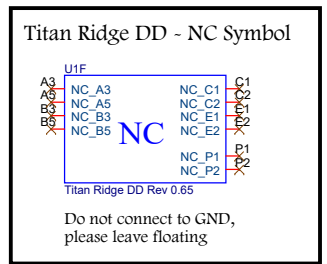 Titan Ridge DD - NC Symbol
U1F
A3 NC_A3 NC_C1 C1
A5 NC_A5 NC_C2 C2
B3 NC_B3 NC_E1 E1
B5 NC_B5 NC_E2 E2
NC
NC_P1 P1
NC_P2 P2
Titan Ridge DD Rev 0.65
Do not connect to GND,
please leave floating